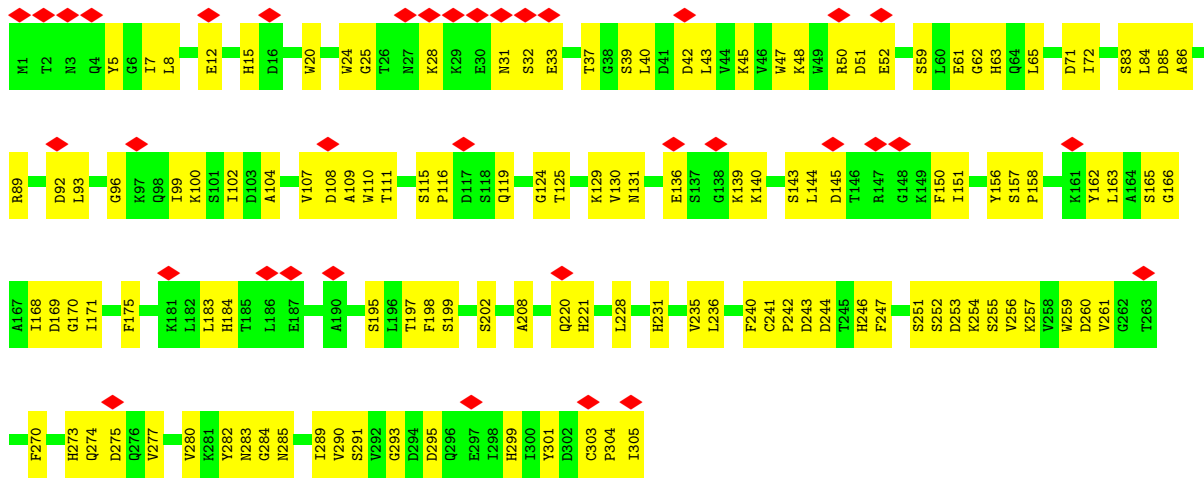 M1 T2 N3 Q4 Y5 G6 I7 L8 E12 H15 D16 W20 W24 G25 T26 N27 K28 K29 E30 N31 S32 E33 T37 G38 S39 L40 D41 D42 L43 V44 K45 V46 W47 K48 W49 R50 D51 E52 S59 L60 E61 G62 H63 Q64 L65 D71 I72 S83 L84 D85 A86
R89 D92 L93 G96 K97 Q98 I99 K100 S101 I102 D103 A104 V107 D108 A109 W110 T111 S115 P116 D117 S118 Q119 G124 T125 K129 V130 N131 E136 S137 G138 K139 K140 S143 L144 D145 T146 R147 G148 K149 F150 I151 Y156 S157 P158 K161 Y162 L163 A164 S165 G166
A167 I168 D169 G170 I171 F175 K181 L182 L183 H184 T185 L186 E187 A190 S195 L196 T197 F198 S199 S202 A208 Q220 H221 L228 H231 V235 L236 F240 C241 P242 D243 D244 T245 H246 F247 S251 S252 D253 K254 S255 V256 K257 V258 W259 D260 V261 G262 T263
F270 H273 Q274 D275 Q276 V277 V280 K281 Y282 N283 G284 N285 I289 V290 S291 V292 G293 D294 D295 Q296 E297 I298 H299 I300 Y301 D302 C303 P304 I305